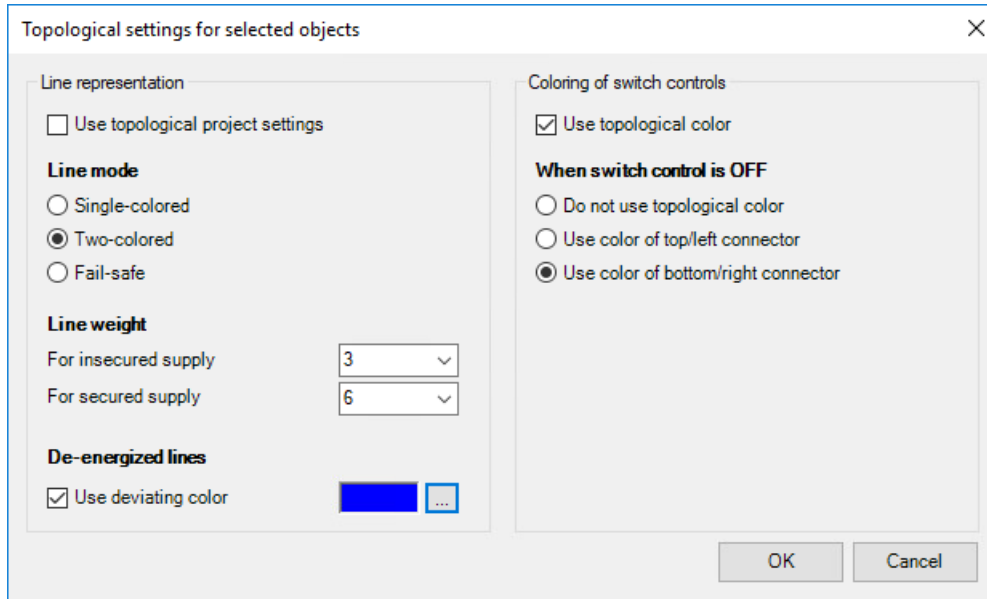 Topological settings for selected objects
Line representation
Use topological project settings
Line mode
Single-colored
Two-colored
Fail-safe
Line weight
For insecured supply 3
For secured supply 6
De-energized lines
Use deviating color ...
Coloring of switch controls
Use topological color
When switch control is OFF
Do not use topological color
Use color of top/left connector
Use color of bottom/right connector
OK Cancel